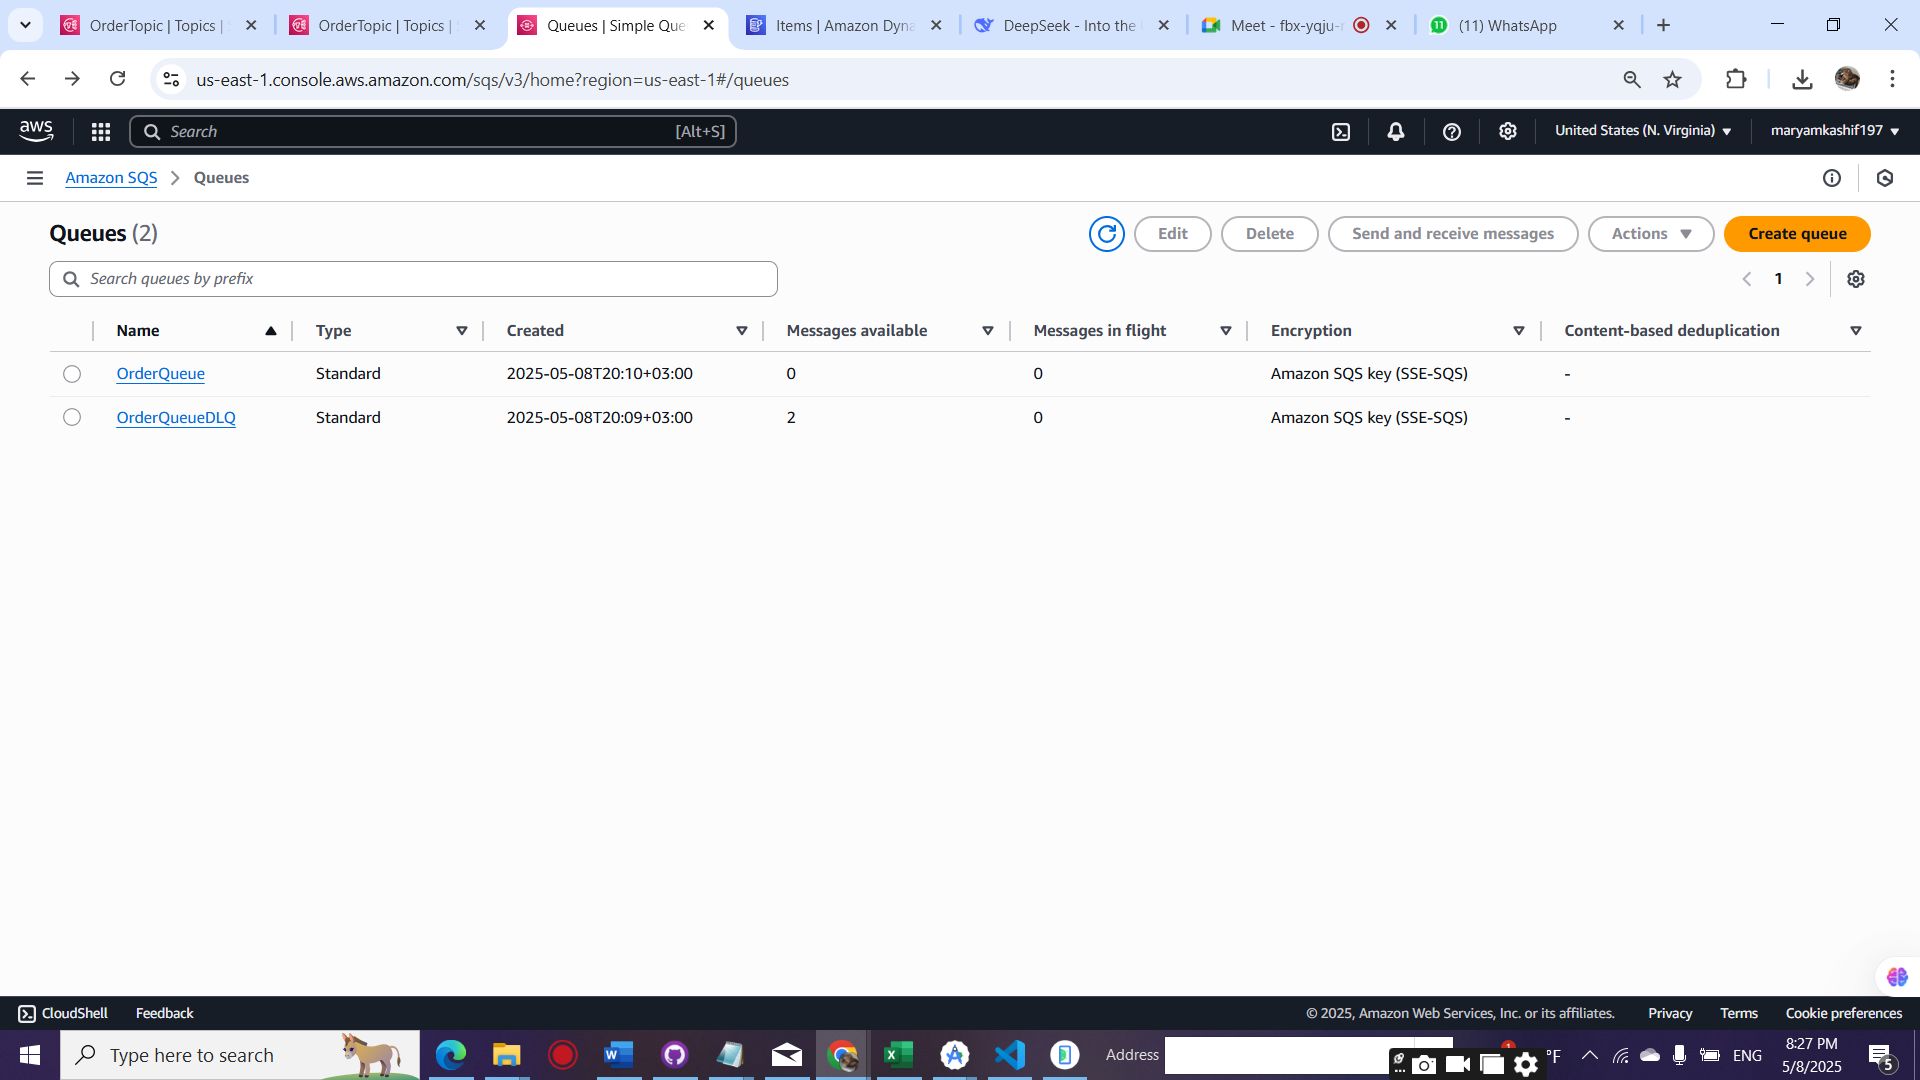 OrderTopic | Topics |
OrderTopic | Topics |
Queues | Simple Que
Items | Amazon Dyna
DeepSeek - Into the
Meet - fbx-yqju-
(11) WhatsApp
us-east-1.console.aws.amazon.com/sqs/v3/home?region=us-east-1#/queues
aws
Search
[Alt+S]
United States (N. Virginia)
maryamkashif197
Amazon SQS
Queues
Queues (2)
Edit
Delete
Send and receive messages
Actions
Create queue
Search queues by prefix
1
Name Type Created Messages available Messages in flight Encryption Content-based deduplication
OrderQueue Standard 2025-05-08T20:10+03:00 0 0 Amazon SQS key (SSE-SQS) -
OrderQueueDLQ Standard 2025-05-08T20:09+03:00 2 0 Amazon SQS key (SSE-SQS) -
CloudShell
Feedback
© 2025, Amazon Web Services, Inc. or its affiliates.
Privacy
Terms
Cookie preferences
Type here to search
Address
ENG
8:27 PM
5/8/2025
5